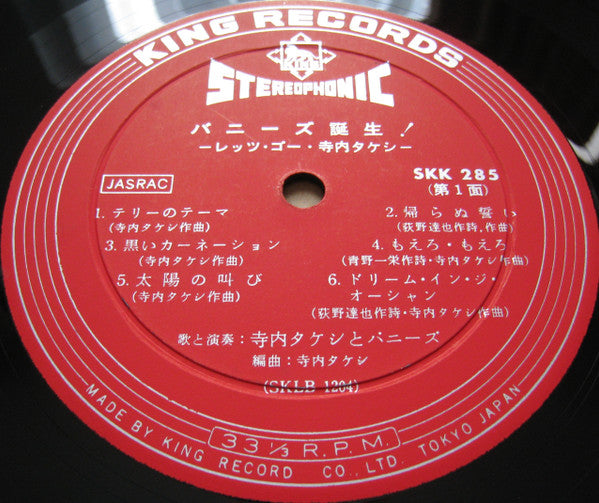 KING RECORDS
KING
STEREOPHONIC
バニーズ誕生！
－レッツ・ゴー・寺内タケシ－
JASRAC
SKK 285
（第1面）
1. テリーのテーマ
（寺内タケシ作曲）
2. 帰らぬ誓い
（荻野達也作詩，作曲）
3. 黒いカーネーション
（寺内タケシ作曲）
4. もえろ・もえろ
（青野一栄作詩・寺内タケシ作曲）
5. 太陽の叫び
（寺内タケシ作曲）
6. ドリーム・イン・ジ・
オーシャン
（荻野達也作詩・寺内タケシ作曲）
歌と演奏：寺内タケシとバニーズ
編曲：寺内タケシ
(SKLB 1204)
33⅓ R.P.M.
MADE BY KING RECORD CO., LTD. TOKYO JAPAN